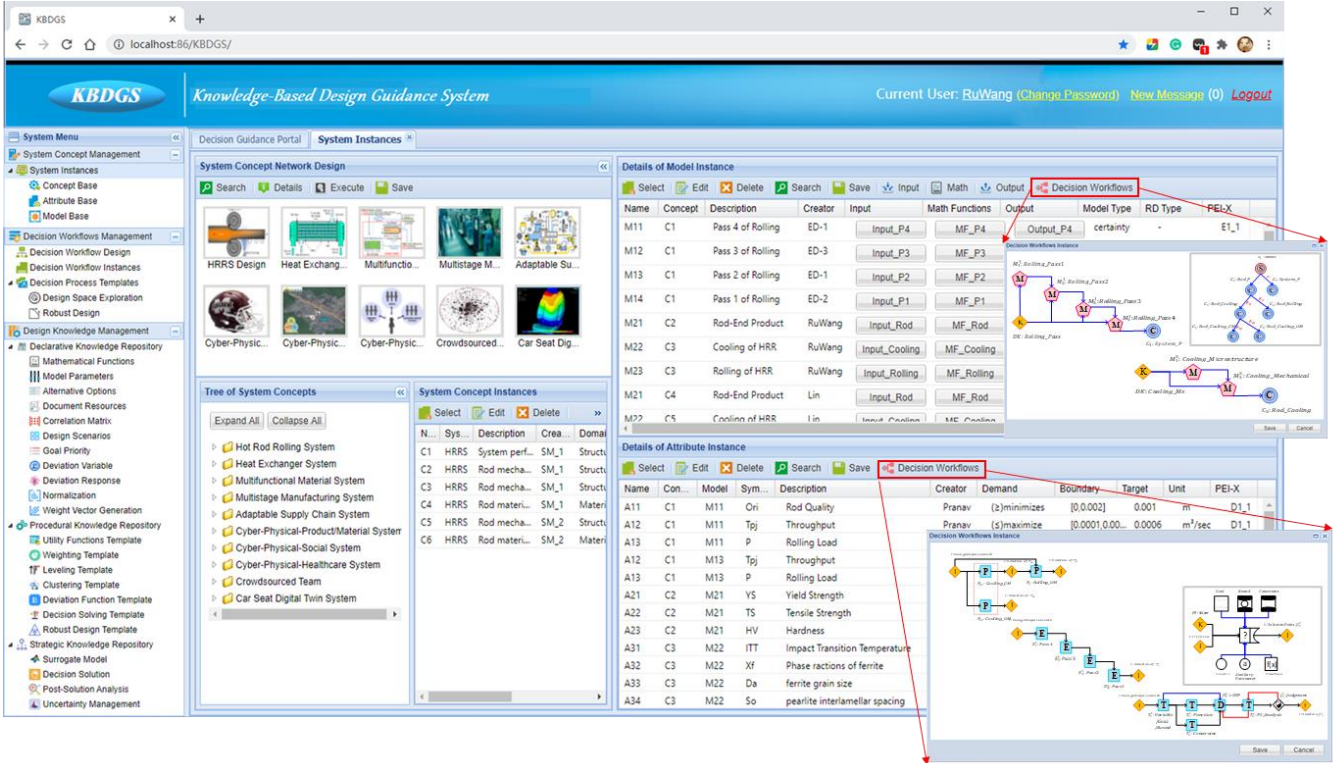 KBDGS
localhost:86/KBDGS/
KBDGS
Knowledge-Based Design Guidance System
Current User: RuWang (Change Password) New Message (0) Logout
System Menu
System Concept Management
System Instances
Concept Base
Attribute Base
Model Base
Decision Workflows Management
Decision Workflow Design
Decision Workflow Instances
Decision Process Templates
Design Space Exploration
Robust Design
Design Knowledge Management
Declarative Knowledge Repository
Mathematical Functions
Model Parameters
Alternative Options
Document Resources
Correlation Matrix
Design Scenarios
Goal Priority
Deviation Variable
Deviation Response
Normalization
Weight Vector Generation
Procedural Knowledge Repository
Utility Functions Template
Weighting Template
Leveling Template
Clustering Template
Deviation Function Template
Decision Solving Template
Robust Design Template
Strategic Knowledge Repository
Surrogate Model
Decision Solution
Post-Solution Analysis
Uncertainty Management
Decision Guidance Portal System Instances
System Concept Network Design
Search Details Execute Save
HRRS Design Heat Exchang... Multifunctio... Multistage M... Adaptable Su...
Cyber-Physic... Cyber-Physic... Cyber-Physic... Crowdsourced... Car Seat Dig...
Tree of System Concepts
Expand All Collapse All
Hot Rod Rolling System
Heat Exchanger System
Multifunctional Material System
Multistage Manufacturing System
Adaptable Supply Chain System
Cyber-Physical-Product/Material System
Cyber-Physical-Social System
Cyber-Physical-Healthcare System
Crowdsourced Team
Car Seat Digital Twin System
System Concept Instances
Select Edit Delete »
N... Sys... Description Crea... Domai
C1 HRRS System perf... SM_1 Structu
C2 HRRS Rod mecha... SM_1 Structu
C3 HRRS Rod mecha... SM_1 Structu
C4 HRRS Rod materi... SM_1 Materi
C5 HRRS Rod mecha... SM_2 Structu
C6 HRRS Rod materi... SM_2 Materi
Details of Model Instance
Select Edit Delete Search Save Input Math Output Decision Workflows
Name Concept Description Creator Input Math Functions Output Model Type RD Type PEI-X
M11 C1 Pass 4 of Rolling ED-1 Input_P4 MF_P4 Output_P4 certainty - E1_1
M12 C1 Pass 3 of Rolling ED-3 Input_P3 MF_P3
M13 C1 Pass 2 of Rolling ED-1 Input_P2 MF_P2
M14 C1 Pass 1 of Rolling ED-2 Input_P1 MF_P1
M21 C2 Rod-End Product RuWang Input_Rod MF_Rod
M22 C3 Cooling of HRR RuWang Input_Cooling MF_Cooling
M23 C3 Rolling of HRR RuWang Input_Rolling MF_Rolling
M21 C4 Rod-End Product Lin Input_Rod MF_Rod
M22 C5 Cooling of HRR Lin Input_Cooling MF_Cooling
Decision Workflows Instance
Save Cancel
Details of Attribute Instance
Select Edit Delete Search Save Decision Workflows
Name Con... Model Sym... Description Creator Demand Boundary Target Unit PEI-X
A11 C1 M11 Ori Rod Quality Pranav (≥)minimizes [0,0.002] 0.001 m D1_1
A12 C1 M11 Tpj Throughput Pranav (≤)maximize [0.0001,0.00... 0.0006 m³/sec D1_1
A13 C1 M11 P Rolling Load
A12 C1 M13 Tpj Throughput
A13 C1 M13 P Rolling Load
A21 C2 M21 YS Yield Strength
A22 C2 M21 TS Tensile Strength
A23 C2 M21 HV Hardness
A31 C3 M22 ITT Impact Transition Temperature
A32 C3 M22 Xf Phase ractions of ferrite
A33 C3 M22 Da ferrite grain size
A34 C3 M22 So pearlite interlamellar spacing
Decision Workflows Instance
Save Cancel